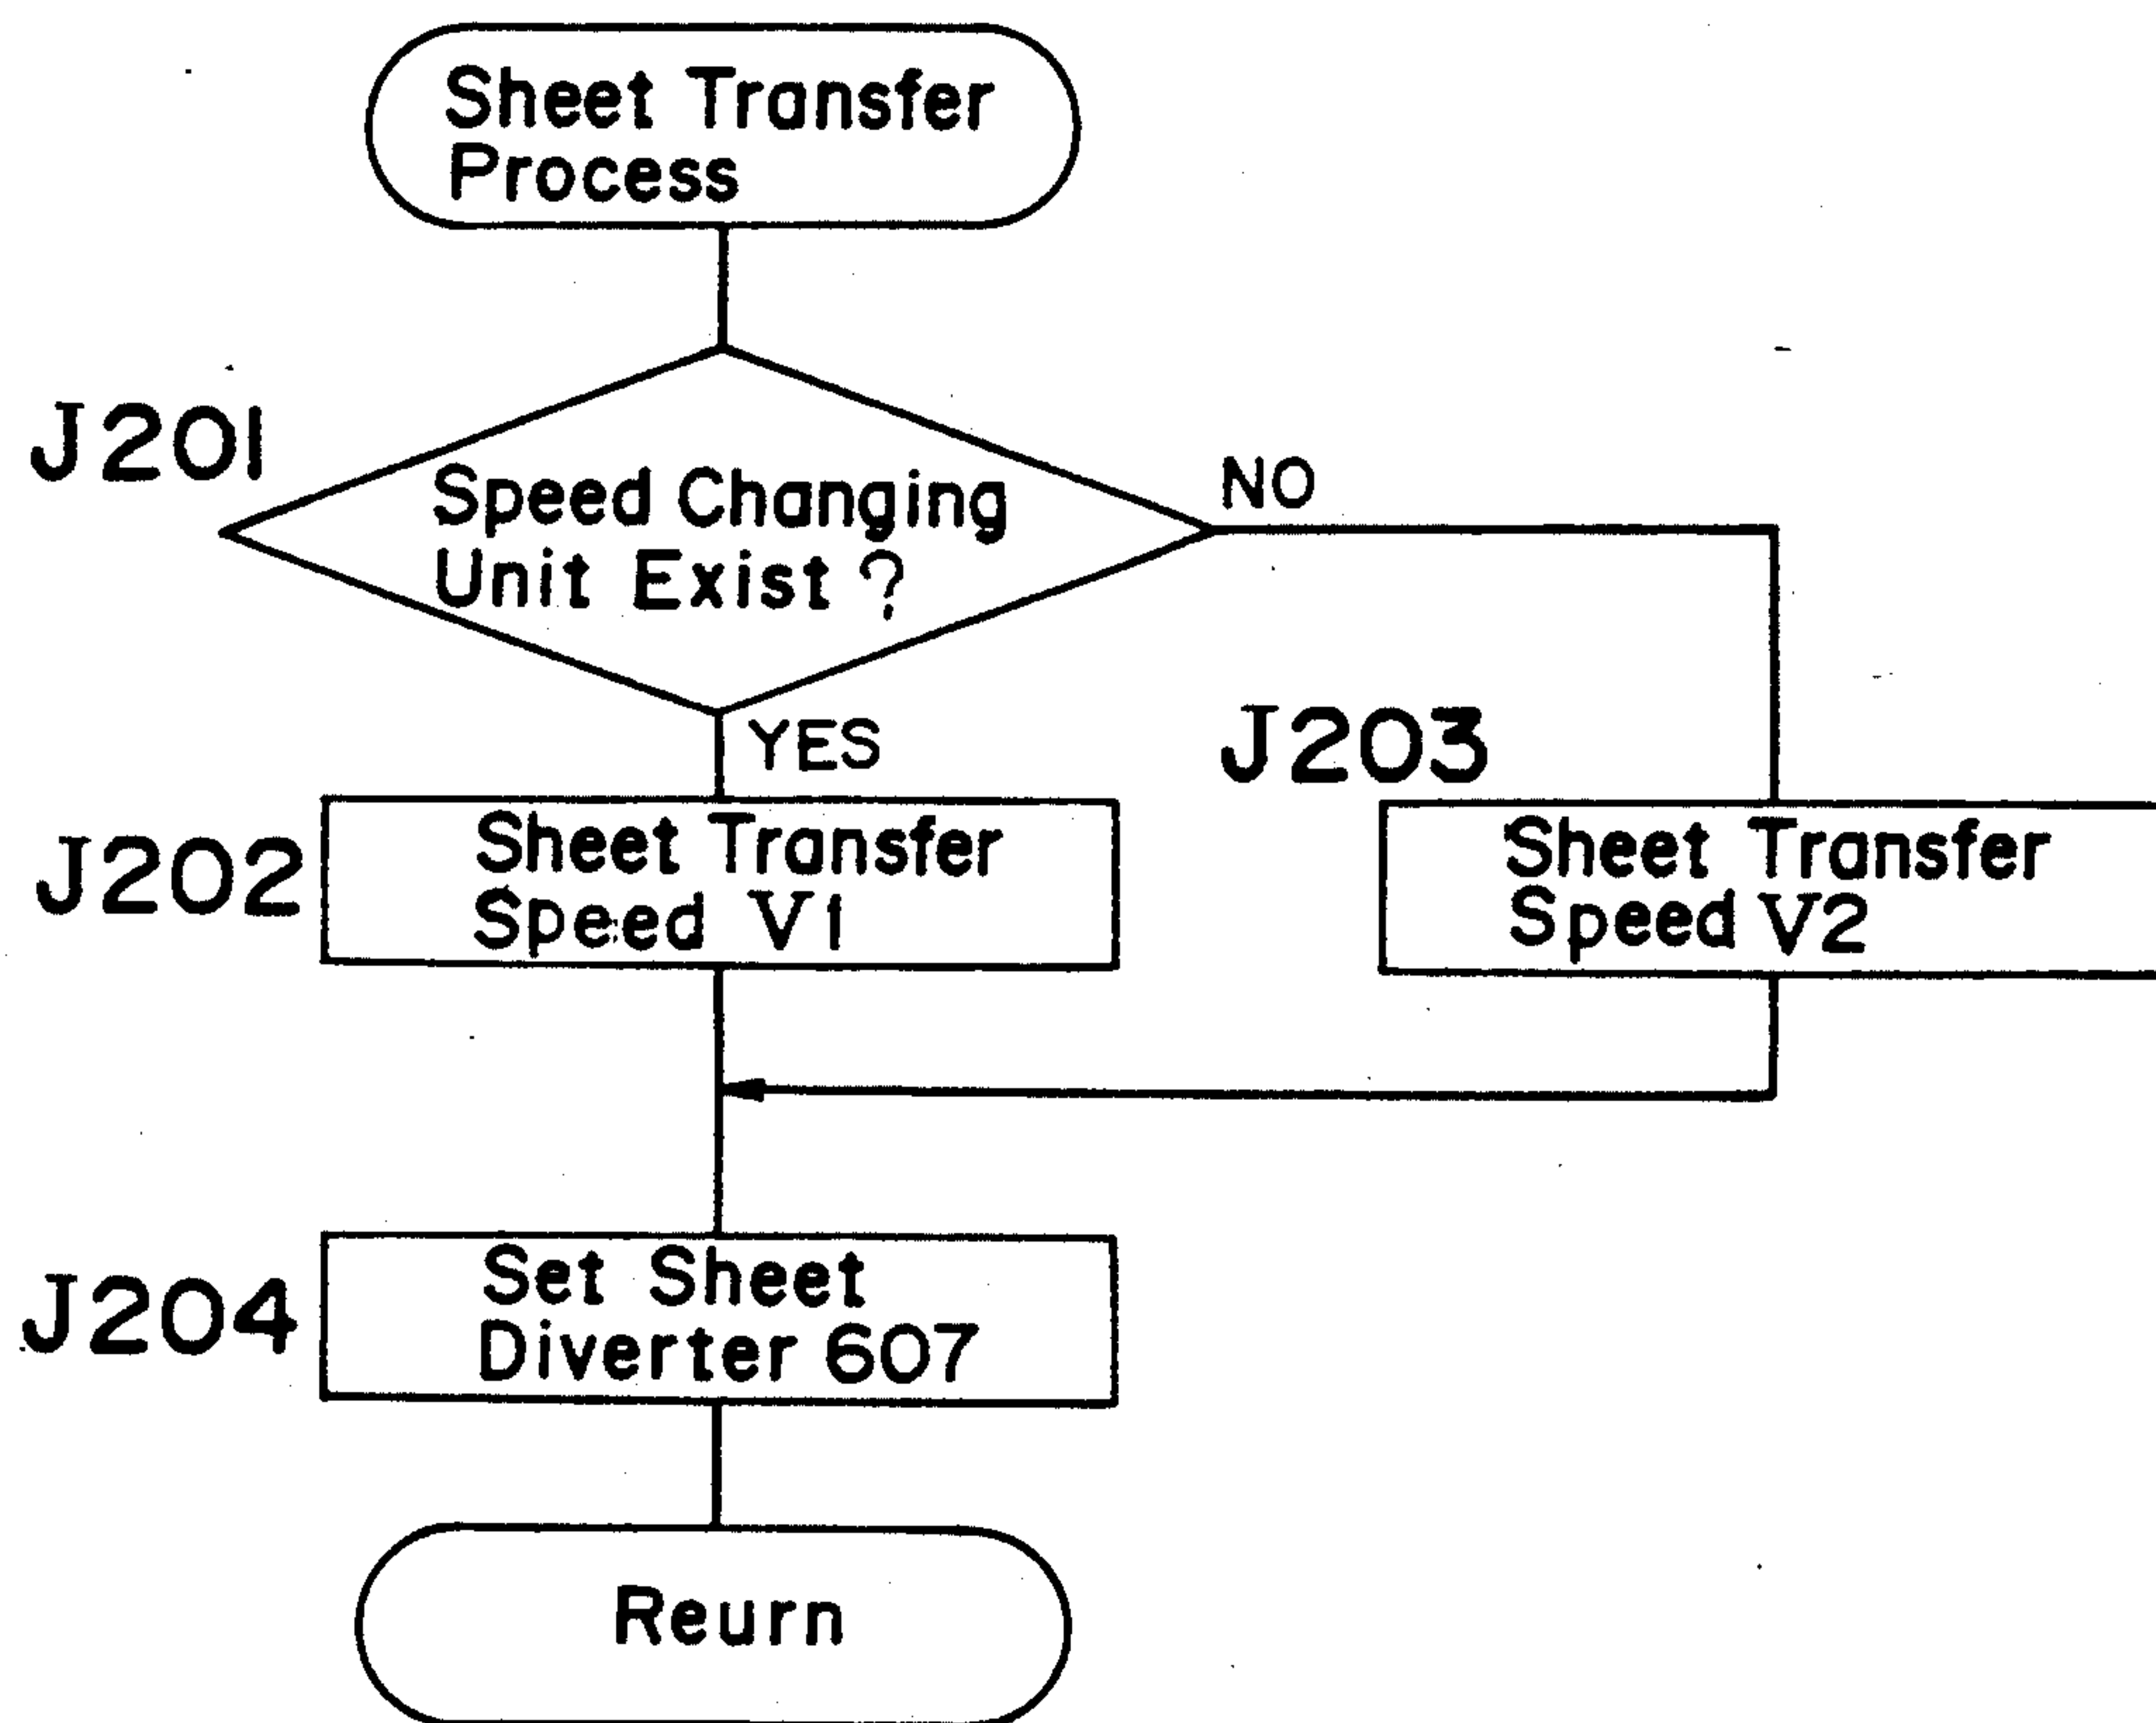 Sheet Transfer
Process
J201
Speed Changing
Unit Exist ?
NO
YES
J202
Sheet Transfer
Speed V1
J203
Sheet Transfer
Speed V2
J204
Set Sheet
Diverter 607
Reurn